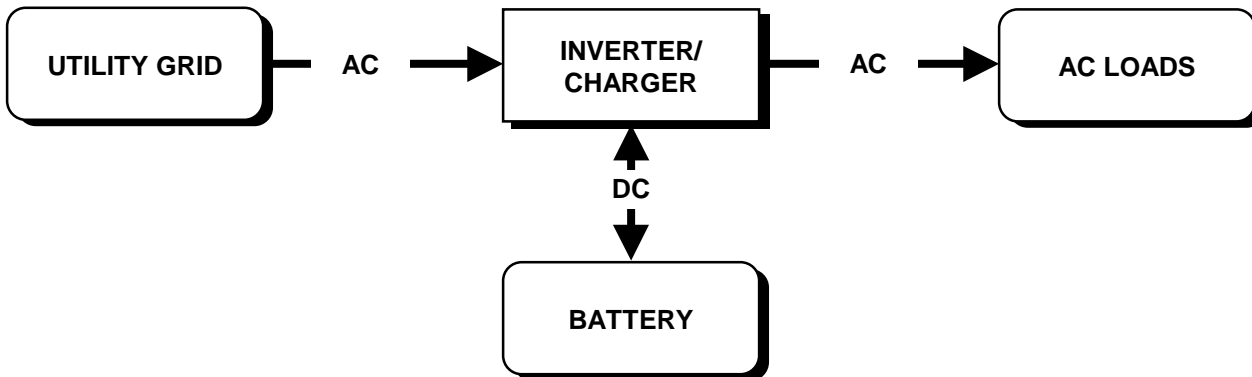 UTILITY GRID
AC
INVERTER/
CHARGER
AC
AC LOADS
DC
BATTERY